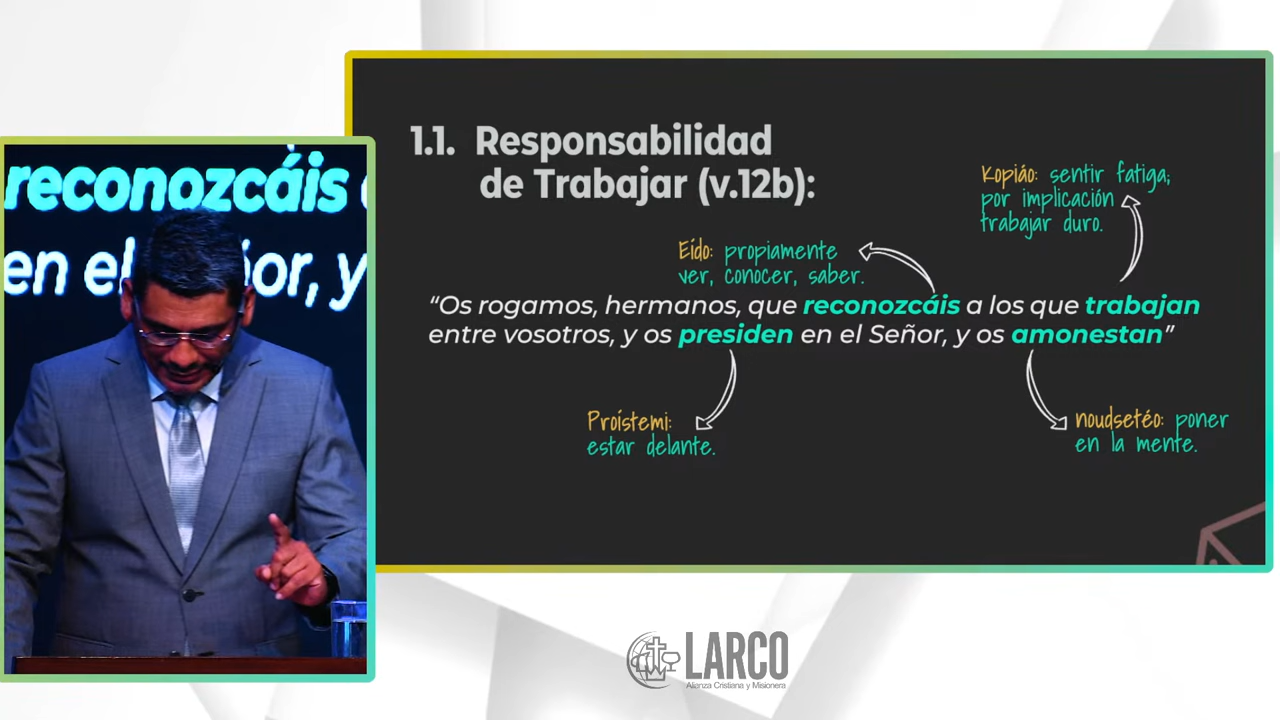 reconozcáis
en el
or, y
1.1. Responsabilidad
de Trabajar (v.12b):
Kopiáo: sentir fatiga;
por implicación
trabajar duro.
Eído: propiamente
ver, conocer, saber.
“Os rogamos, hermanos, que reconozcáis a los que trabajan
entre vosotros, y os presiden en el Señor, y os amonestan”
Proístemi:
estar delante.
noudsetéo: poner
en la mente.
LARCO
Alianza Cristiana y Misionera